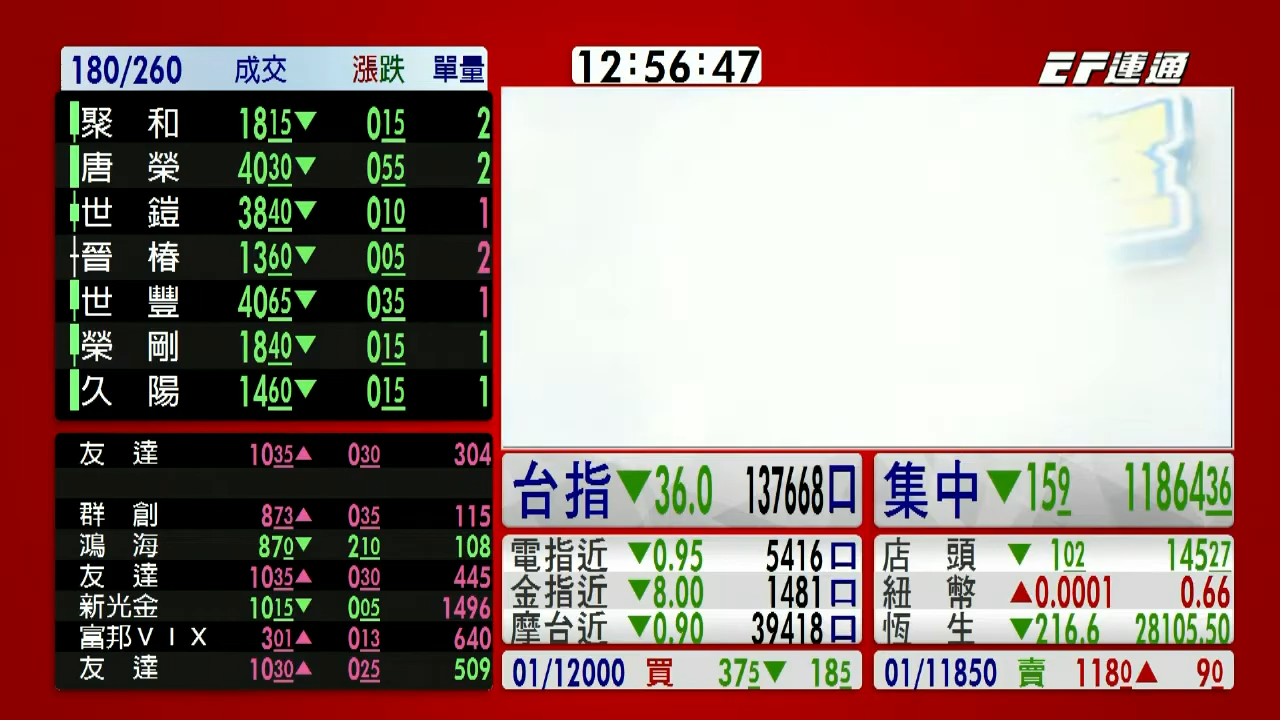 180/260 成交 漲跌 單量
聚和 1815▼ 015 2
唐榮 4030▼ 055 2
世鎧 3840▼ 010 1
晉椿 1360▼ 005 2
世豐 4065▼ 035 1
榮剛 1840▼ 015 1
久陽 1460▼ 015 1
友達 1035▲ 030 304
群創 873▲ 035 115
鴻海 870▼ 210 108
友達 1035▲ 030 445
新光金 1015▼ 005 1496
富邦ＶＩＸ 301▲ 013 640
友達 1030▲ 025 509
12:56:47
EF運通
台指▼36.0 137668口
電指近 ▼0.95 5416口
金指近 ▼8.00 1481口
摩台近 ▼0.90 39418口
01/12000 買 375▼ 185
集中▼159 1186436
店頭 ▼102 14527
紐幣 ▲0.0001 0.66
恆生 ▼216.6 28105.50
01/11850 賣 1180▲ 90